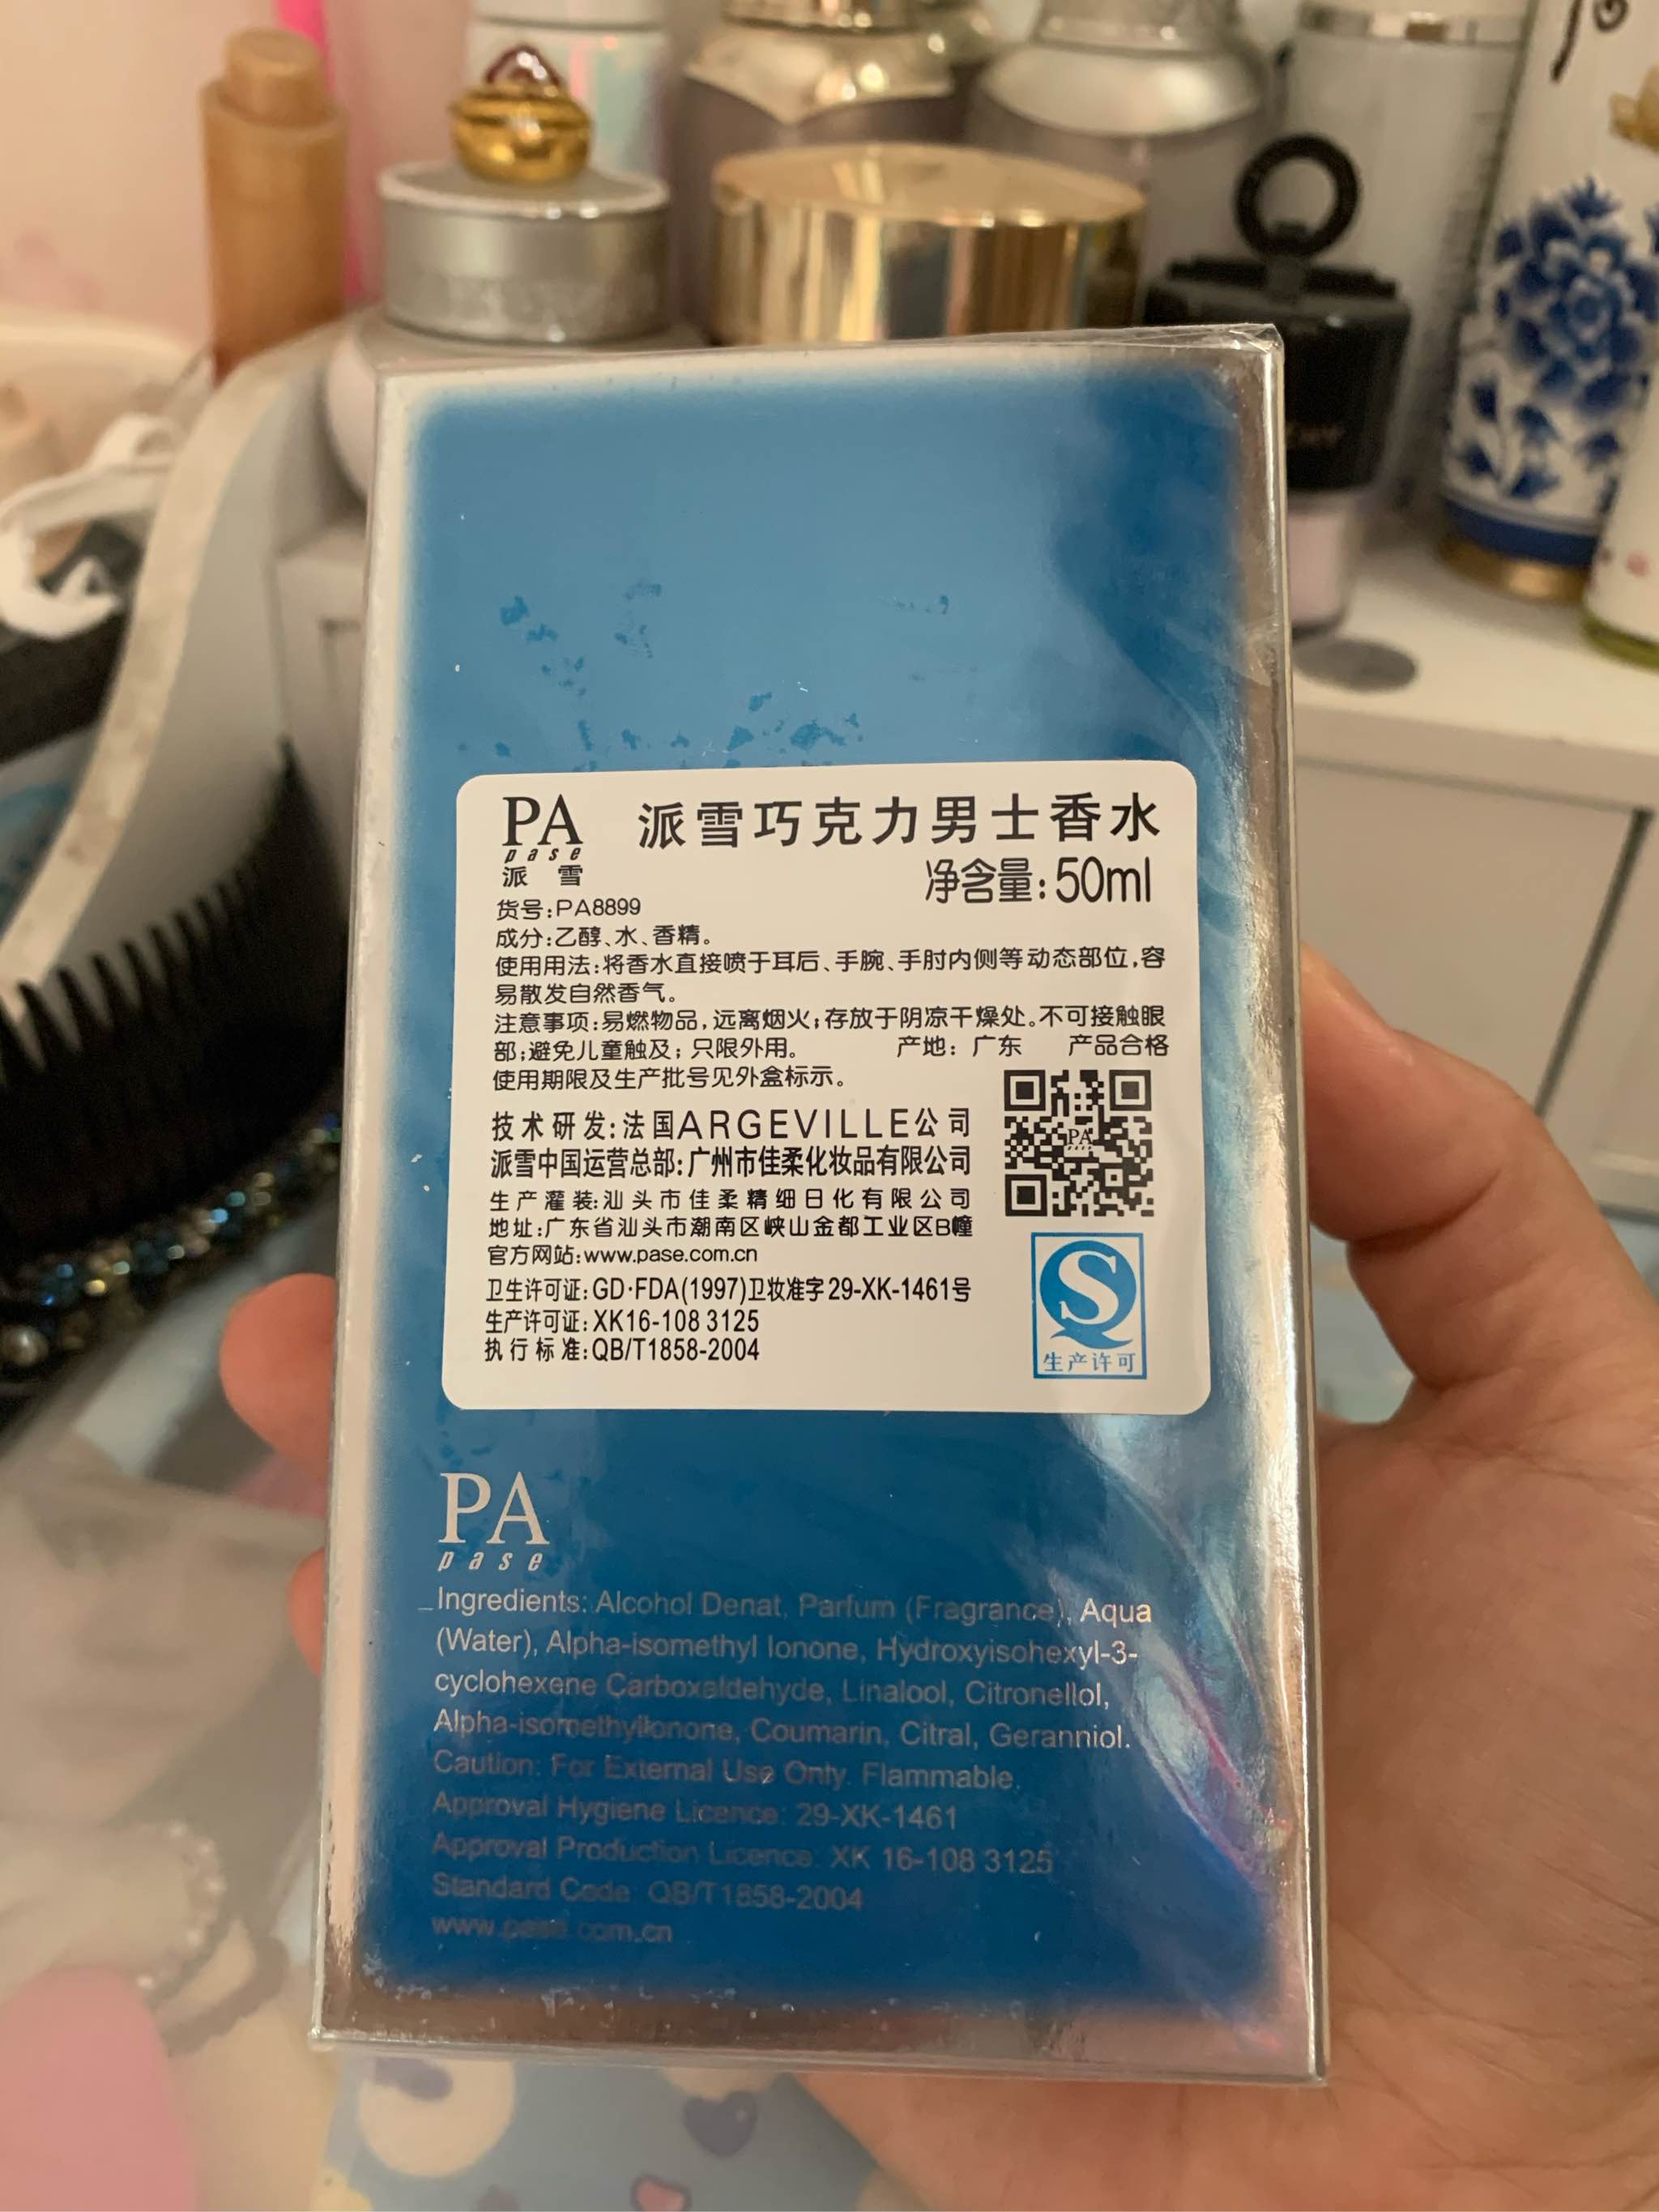 PA
pase
派雪
派雪巧克力男士香水
净含量:50ml
货号:PA8899
成分:乙醇、水、香精。
使用用法:将香水直接喷于耳后、手腕、手肘内侧等动态部位,容
易散发自然香气。
注意事项:易燃物品,远离烟火;存放于阴凉干燥处。不可接触眼
部;避免儿童触及;只限外用。 产地:广东 产品合格
使用期限及生产批号见外盒标示。
技术研发:法国ARGEVILLE公司
派雪中国运营总部:广州市佳柔化妆品有限公司
生产灌装:汕头市佳柔精细日化有限公司
地址:广东省汕头市潮南区峡山金都工业区B幢
官方网站:www.pase.com.cn
卫生许可证:GD·FDA(1997)卫妆准字29-XK-1461号
生产许可证:XK16-108 3125
执行标准:QB/T1858-2004
PA
生产许可
PA
pase
Ingredients: Alcohol Denat, Parfum (Fragrance), Aqua
(Water), Alpha-isomethyl Ionone, Hydroxyisohexyl-3-
cyclohexene Carboxaldehyde, Linalool, Citronellol,
Alpha-isomethylIonone, Coumarin, Citral, Geranniol.
Caution: For External Use Only. Flammable.
Approval Hygiene Licence: 29-XK-1461
Approval Production Licence: XK 16-108 3125
Standard Code: QB/T1858-2004
www.pase.com.cn